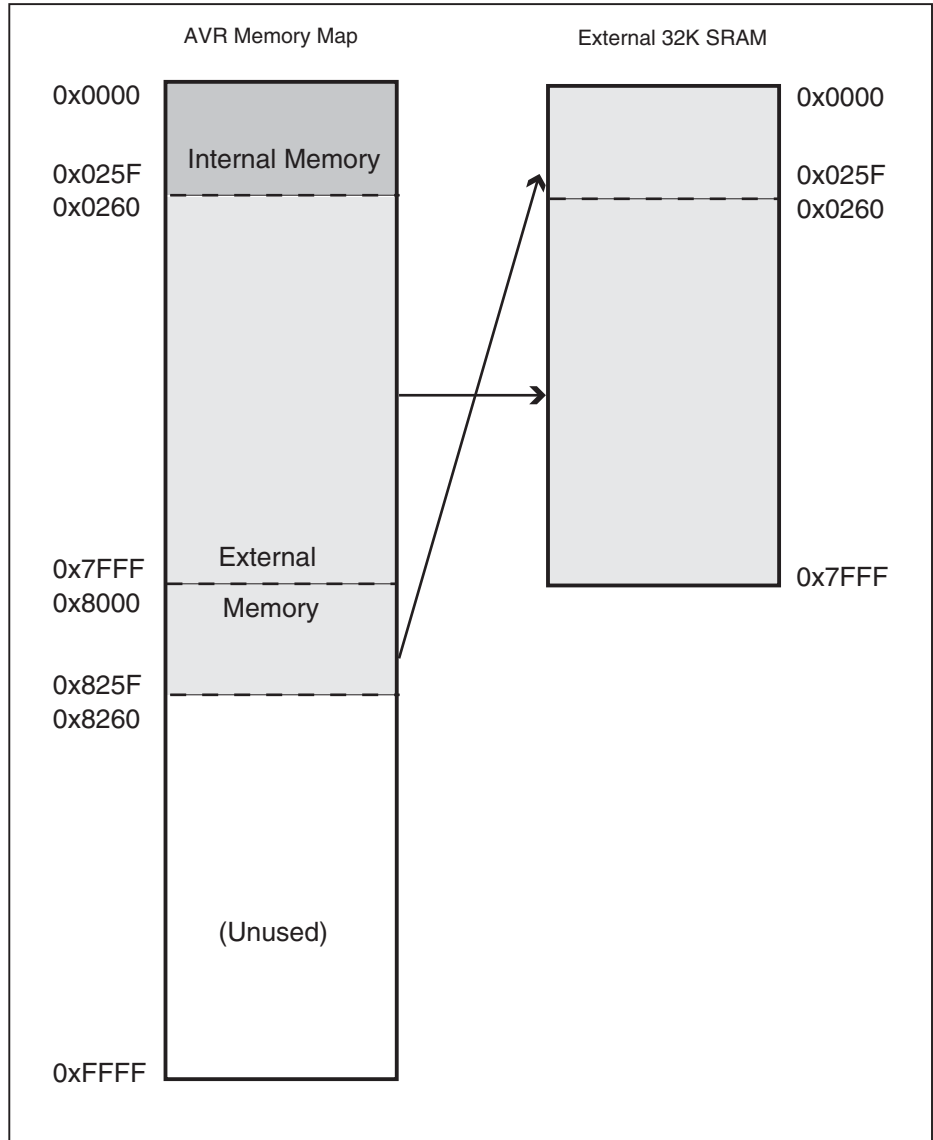 AVR Memory Map
0x0000
Internal Memory
0x025F
0x0260
External
0x7FFF
0x8000
Memory
0x825F
0x8260
(Unused)
0xFFFF
External 32K SRAM
0x0000
0x025F
0x0260
0x7FFF